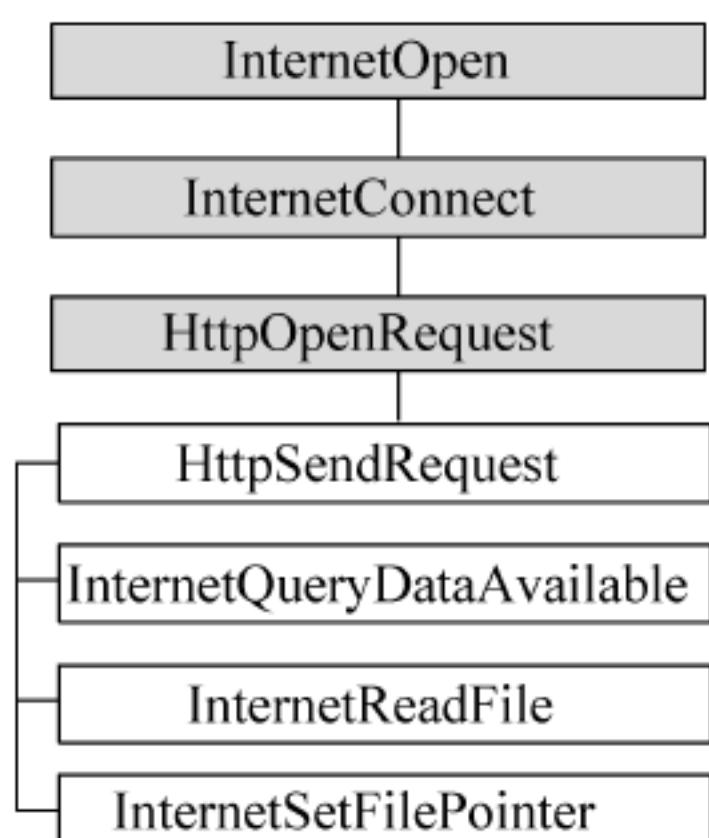 InternetOpen
InternetConnect
HttpOpenRequest
HttpSendRequest
InternetQueryDataAvailable
InternetReadFile
InternetSetFilePointer